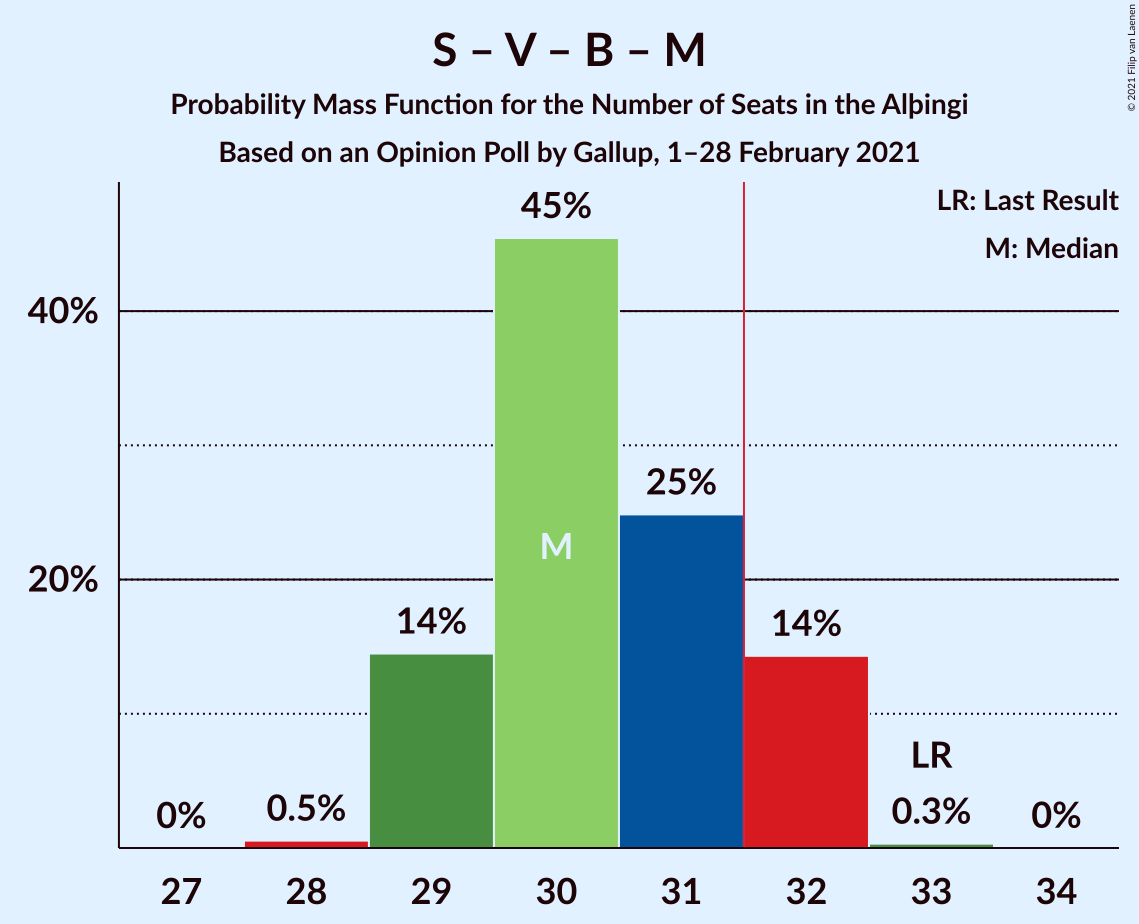 S – V – B – M
Probability Mass Function for the Number of Seats in the Alþingi
Based on an Opinion Poll by Gallup, 1–28 February 2021
© 2021 Filip van Laenen
LR: Last Result
M: Median
45%
40%
25%
M
20%
14%
14%
LR
0%
0.5%
0.3%
0%
27
28
29
30
31
32
33
34